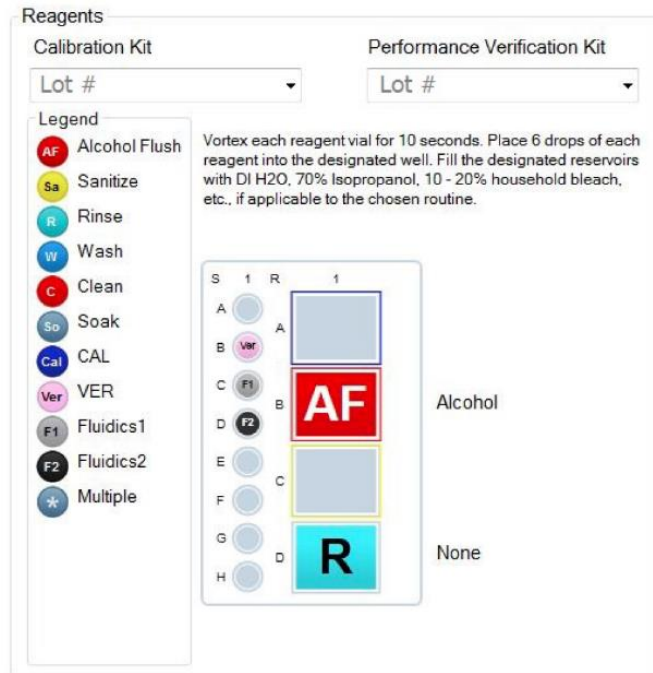 Reagents
Calibration Kit
Performance Verification Kit
Lot #
Lot #
Legend
AF Alcohol Flush
Sa Sanitize
R Rinse
W Wash
C Clean
So Soak
Cal CAL
Ver VER
F1 Fluidics1
F2 Fluidics2
* Multiple
Vortex each reagent vial for 10 seconds. Place 6 drops of each
reagent into the designated well. Fill the designated reservoirs
with DI H2O, 70% Isopropanol, 10 - 20% household bleach,
etc., if applicable to the chosen routine.
S 1 R 1
A
A
B Ver
C F1
B AF Alcohol
D F2
E
C
F
G
D R None
H